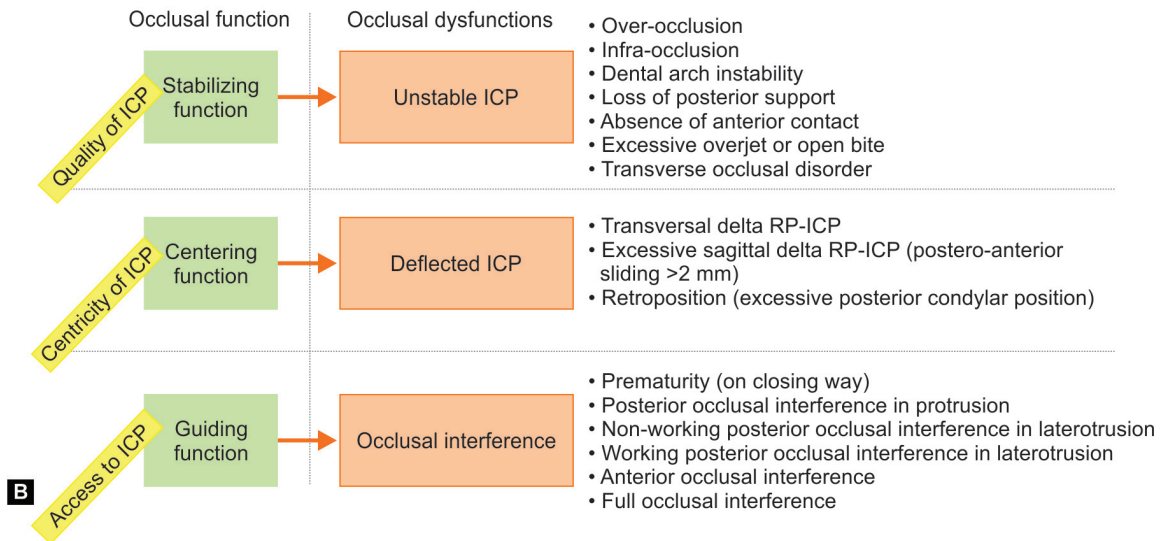 Occlusal function
Occlusal dysfunctions
Quality of ICP
Stabilizing
function
Unstable ICP
• Over-occlusion
• Infra-occlusion
• Dental arch instability
• Loss of posterior support
• Absence of anterior contact
• Excessive overjet or open bite
• Transverse occlusal disorder
Centricity of ICP
Centering
function
Deflected ICP
• Transversal delta RP-ICP
• Excessive sagittal delta RP-ICP (postero-anterior
sliding >2 mm)
• Retroposition (excessive posterior condylar position)
Access to ICP
Guiding
function
Occlusal interference
• Prematurity (on closing way)
• Posterior occlusal interference in protrusion
• Non-working posterior occlusal interference in laterotrusion
• Working posterior occlusal interference in laterotrusion
• Anterior occlusal interference
• Full occlusal interference
B